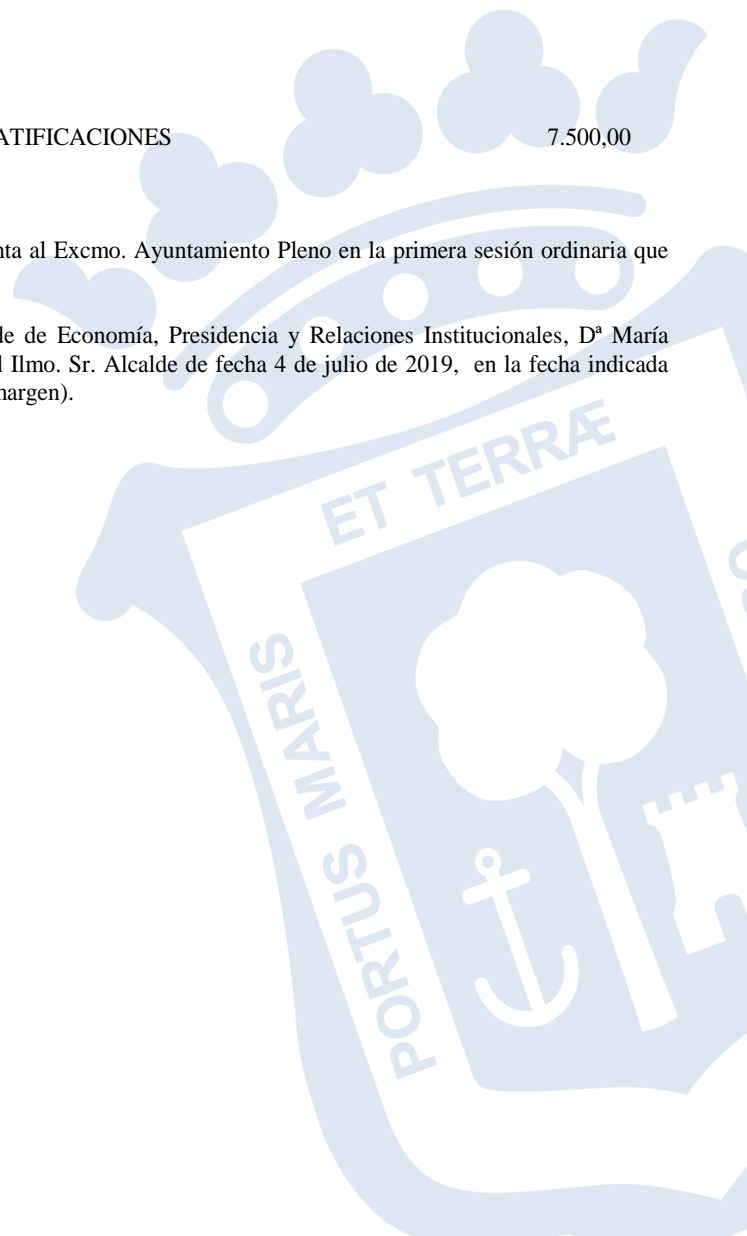 ATIFICACIONES 7.500,00
nta al Excmo. Ayuntamiento Pleno en la primera sesión ordinaria que
de de Economía, Presidencia y Relaciones Institucionales, Dª María
l Ilmo. Sr. Alcalde de fecha 4 de julio de 2019, en la fecha indicada
margen).
ET TERRÆ
PORTUS MARIS